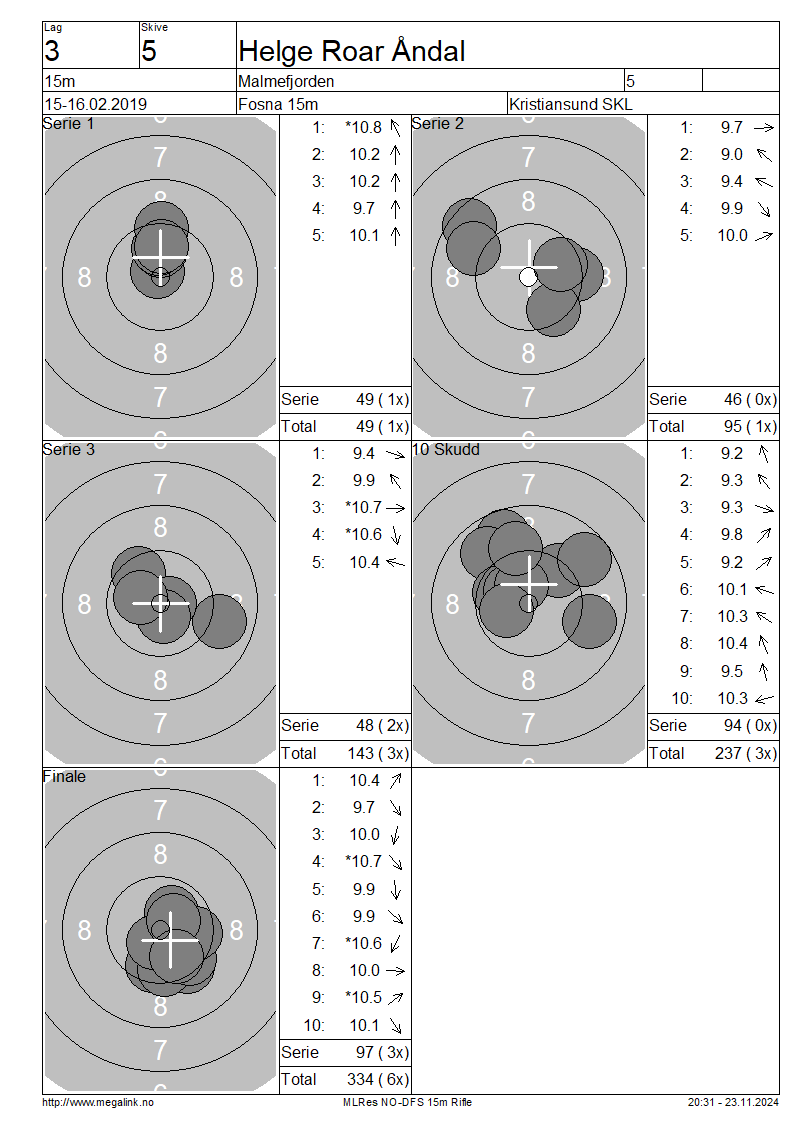 Lag
Skive
3
5
Helge Roar Åndal
15m
Malmefjorden
5
15-16.02.2019
Fosna 15m
Kristiansund SKL
Serie 1
7
8
8
8
8
7
1: *10.8
2: 10.2
3: 10.2
4: 9.7
5: 10.1
Serie 49 ( 1x)
Total 49 ( 1x)
Serie 2
7
8
8
8
8
7
1: 9.7
2: 9.0
3: 9.4
4: 9.9
5: 10.0
Serie 46 ( 0x)
Total 95 ( 1x)
Serie 3
7
8
8
8
7
1: 9.4
2: 9.9
3: *10.7
4: *10.6
5: 10.4
Serie 48 ( 2x)
Total 143 ( 3x)
10 Skudd
7
8
8
8
8
7
1: 9.2
2: 9.3
3: 9.3
4: 9.8
5: 9.2
6: 10.1
7: 10.3
8: 10.4
9: 9.5
10: 10.3
Serie 94 ( 0x)
Total 237 ( 3x)
Finale
7
8
8
8
8
7
1: 10.4
2: 9.7
3: 10.0
4: *10.7
5: 9.9
6: 9.9
7: *10.6
8: 10.0
9: *10.5
10: 10.1
Serie 97 ( 3x)
Total 334 ( 6x)
http://www.megalink.no
MLRes NO-DFS 15m Rifle
20:31 - 23.11.2024